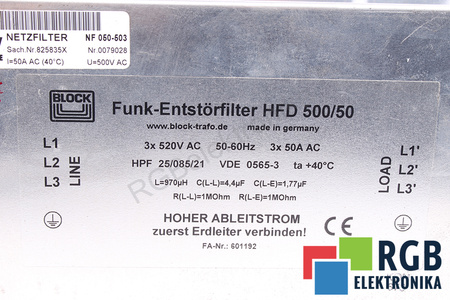 NETZFILTER NF 050-503
Sach.Nr.825835X Nr.0079028
I=50A AC (40°C) U=500V AC
BLOCK
Funk-Entstörfilter HFD 500/50
www.block-trafo.de made in germany
3x 520V AC 50-60Hz 3x 50A AC
HPF 25/085/21 VDE 0565-3 ta +40°C
L=970µH C(L-L)=4,4µF C(L-E)=1,77µF
R(L-L)=1MOhm R(L-E)=1MOhm
L1
L2
L3
LINE
LOAD
L1'
L2'
L3'
HOHER ABLEITSTROM
zuerst Erdleiter verbinden!
FA-Nr.: 601192
CE
RGB
ELEKTRONIKA